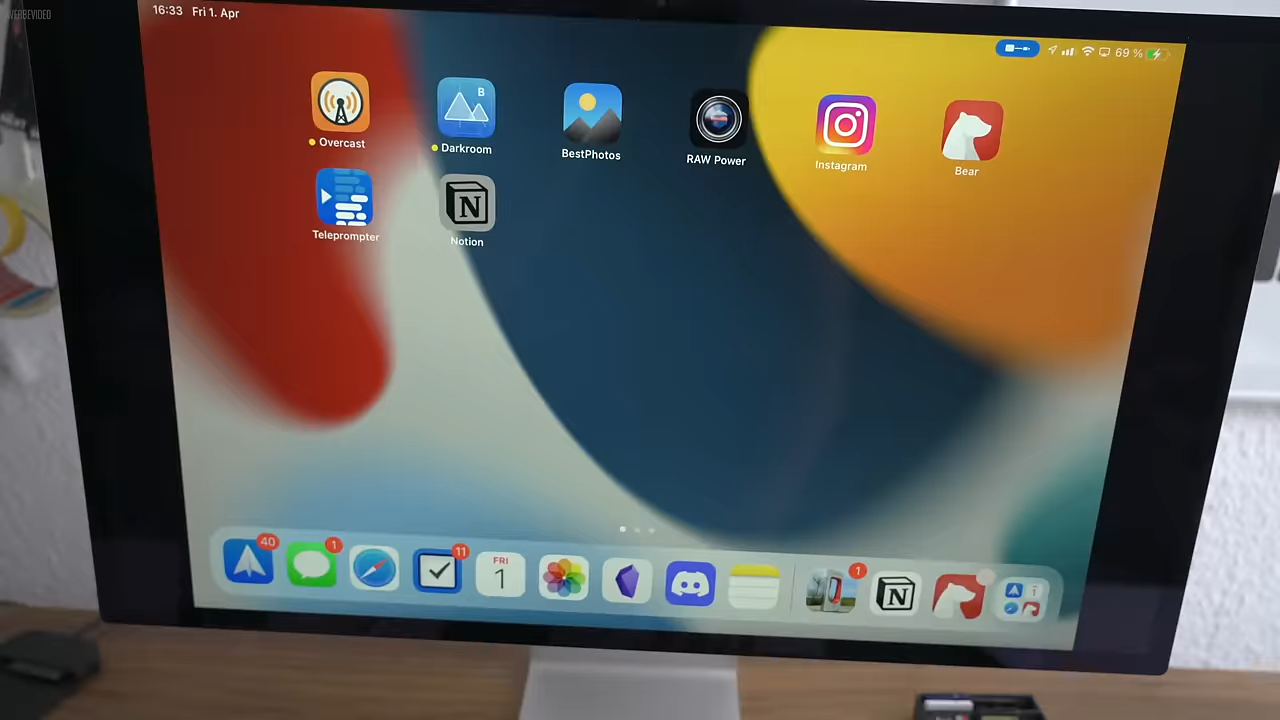 WERBEVIDEO
16:33 Fri 1. Apr
69 %
B
Overcast
Darkroom
BestPhotos
RAW Power
Instagram
Bear
N
Teleprompter
Notion
40
1
11
FRI
1
1
N